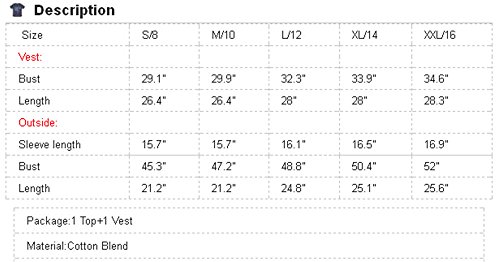 Description
Size S/8 M/10 L/12 XL/14 XXL/16
Vest:
Bust 29.1" 29.9" 32.3" 33.9" 34.6"
Length 26.4" 26.4" 28" 28" 28.3"
Outside:
Sleeve length 15.7" 15.7" 16.1" 16.5" 16.9"
Bust 45.3" 47.2" 48.8" 50.4" 52"
Length 21.2" 21.2" 24.8" 25.1" 25.6"
Package:1 Top+1 Vest
Material:Cotton Blend